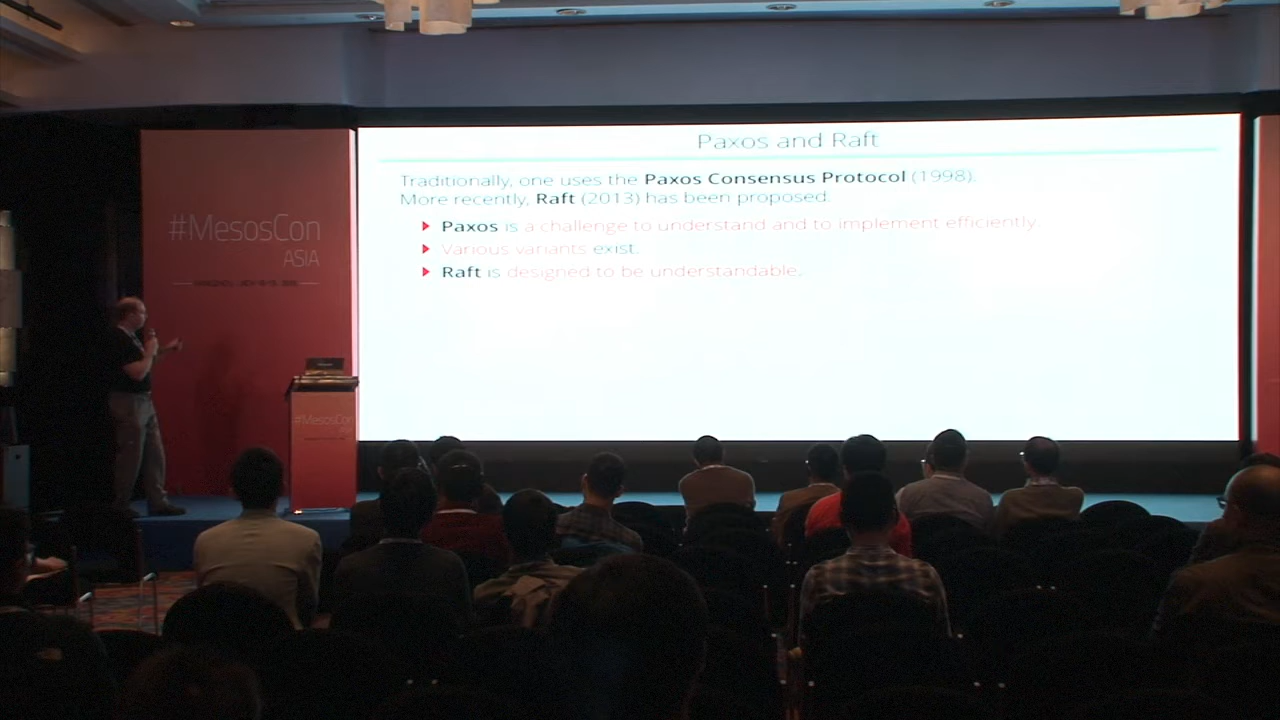 Paxos and Raft
Traditionally, one uses the Paxos Consensus Protocol (1998).
More recently, Raft (2013) has been proposed.
Paxos is a challenge to understand and to implement efficiently.
Various variants exist.
Raft is designed to be understandable.
#MesosCon
ASIA
#MesosCon